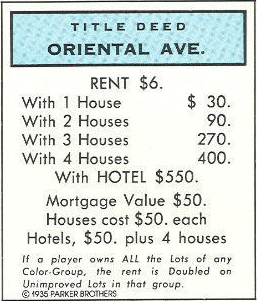 TITLE DEED
ORIENTAL AVE.
RENT $6.
With 1 House $ 30.
With 2 Houses 90.
With 3 Houses 270.
With 4 Houses 400.
With HOTEL $550.
Mortgage Value $50.
Houses cost $50. each
Hotels, $50. plus 4 houses
If a player owns ALL the Lots of any
Color-Group, the rent is Doubled on
Unimproved Lots in that group.
© 1935 PARKER BROTHERS